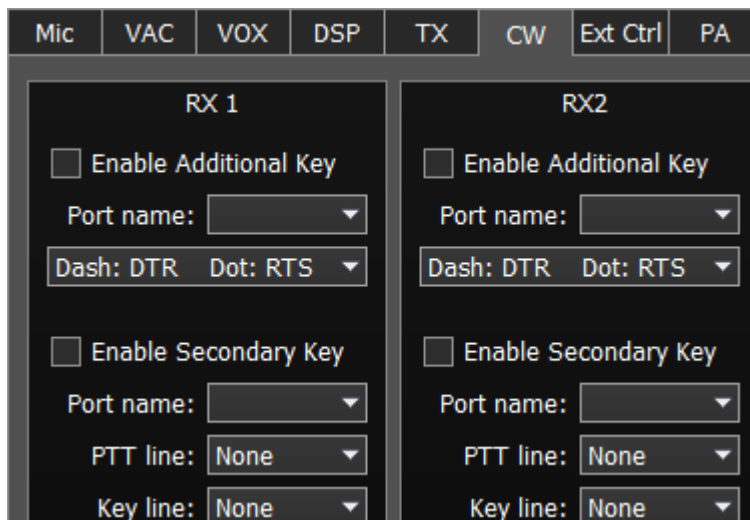 Mic VAC VOX DSP TX CW Ext Ctrl PA
RX 1
Enable Additional Key
Port name:
Dash: DTR Dot: RTS
Enable Secondary Key
Port name:
PTT line: None
Key line: None
RX2
Enable Additional Key
Port name:
Dash: DTR Dot: RTS
Enable Secondary Key
Port name:
PTT line: None
Key line: None